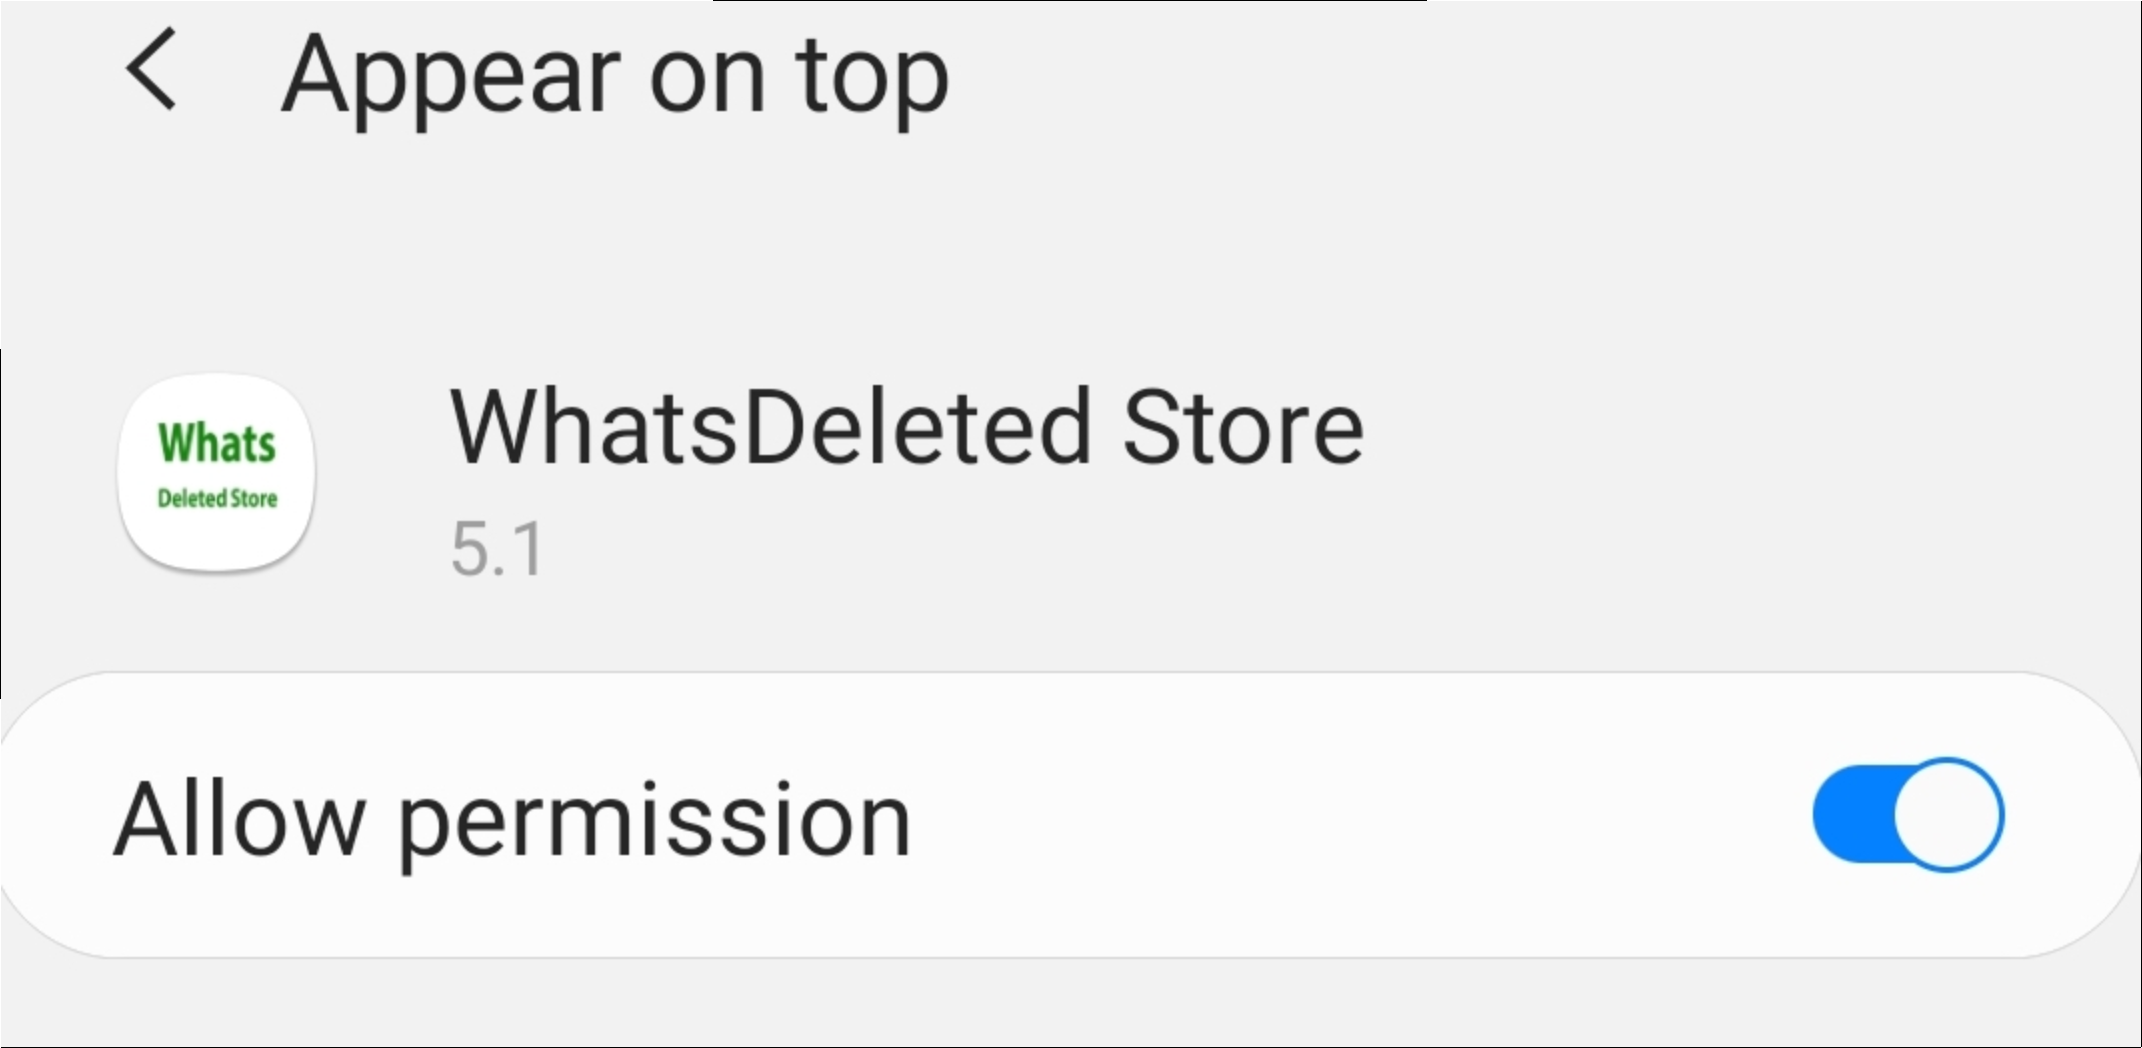 Appear on top
Whats
Deleted Store
WhatsDeleted Store
5.1
Allow permission